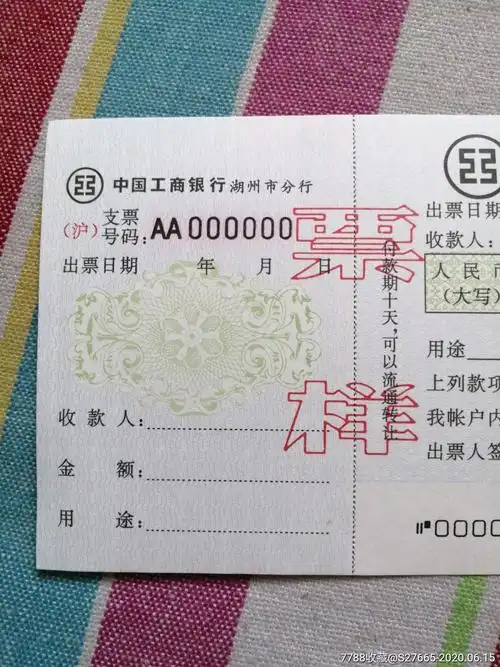 中国工商银行 湖州市分行
(沪) 支票号码: AA000000
出票日期 年 月 日
收款人:
金额:
用途:
票样
付款期十天,可以流通转让
出票日期
收款人:
人民币
(大写)
用途
上列款项
我帐户内
出票人签
⑈0000
7788收藏@S27665-2020.06.15